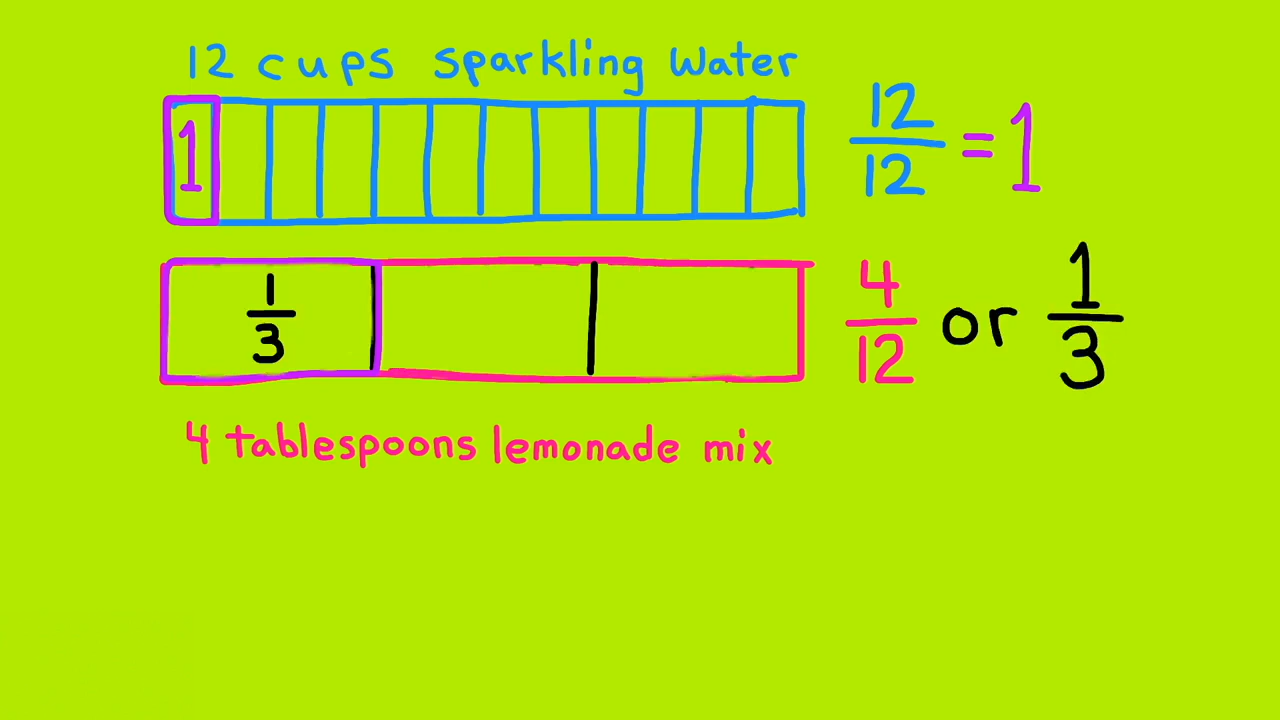 12 cups sparkling water
1
12/12 = 1
1/3
4/12 or 1/3
4 tablespoons lemonade mix